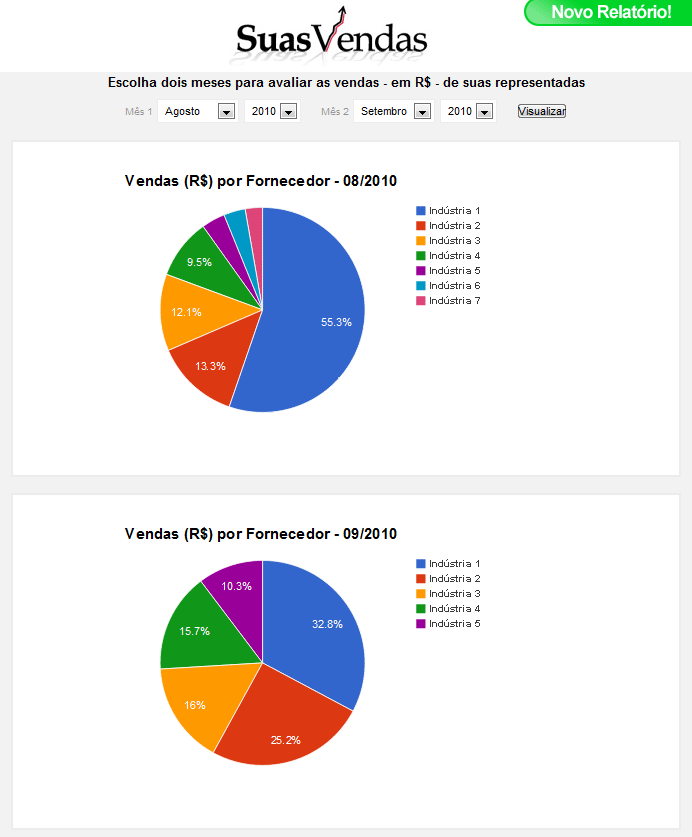 Novo Relatório!
SuasVendas
Escolha dois meses para avaliar as vendas - em R$ - de suas representadas
Mês 1 Agosto 2010 Mês 2 Setembro 2010 Visualizar
Vendas (R$) por Fornecedor - 08/2010
Indústria 1
Indústria 2
Indústria 3
Indústria 4
Indústria 5
Indústria 6
Indústria 7
9.5%
12.1%
55.3%
13.3%
Vendas (R$) por Fornecedor - 09/2010
Indústria 1
Indústria 2
Indústria 3
Indústria 4
Indústria 5
10.3%
32.8%
15.7%
16%
25.2%